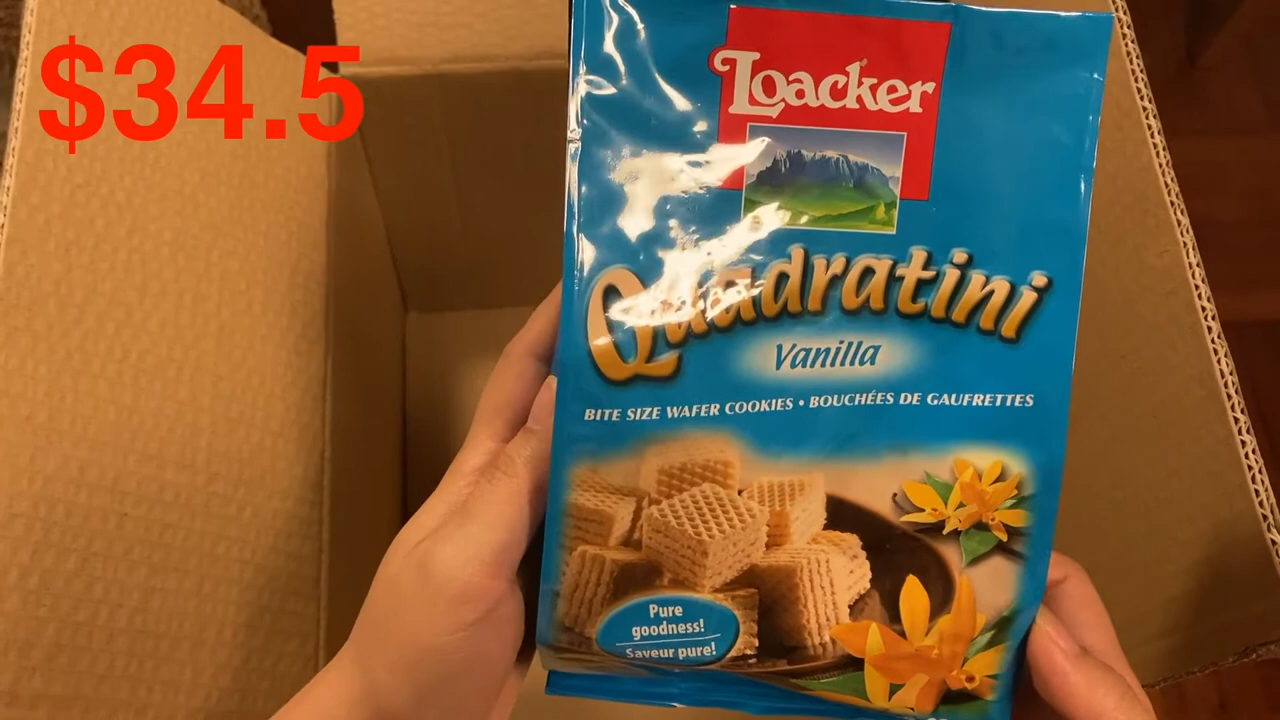 $34.5
Loacker
Quadratini
Vanilla
BITE SIZE WAFER COOKIES • BOUCHÉES DE GAUFRETTES
Pure
goodness!
Saveur pure!